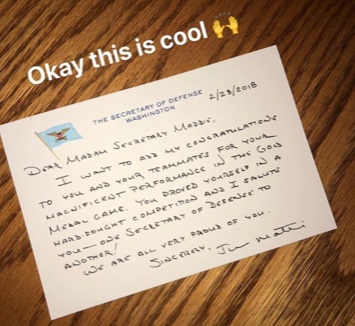 Okay this is cool 🙌
THE SECRETARY OF DEFENSE
WASHINGTON
2/28/2018
DEAR MADAM SECRETARY MADDIE,
I WANT TO ADD MY CONGRATULATIONS
TO YOU AND YOUR TEAMMATES FOR YOUR
MAGNIFICENT PERFORMANCE IN THE GOLD
MEDAL GAME. YOU PROVED YOURSELF IN A
HARD FOUGHT COMPETITION AND I SALUTE
YOU — ONE SECRETARY OF DEFENSE TO
ANOTHER!
WE ARE ALL VERY PROUD OF YOU.
SINCERELY, Jim Mattis